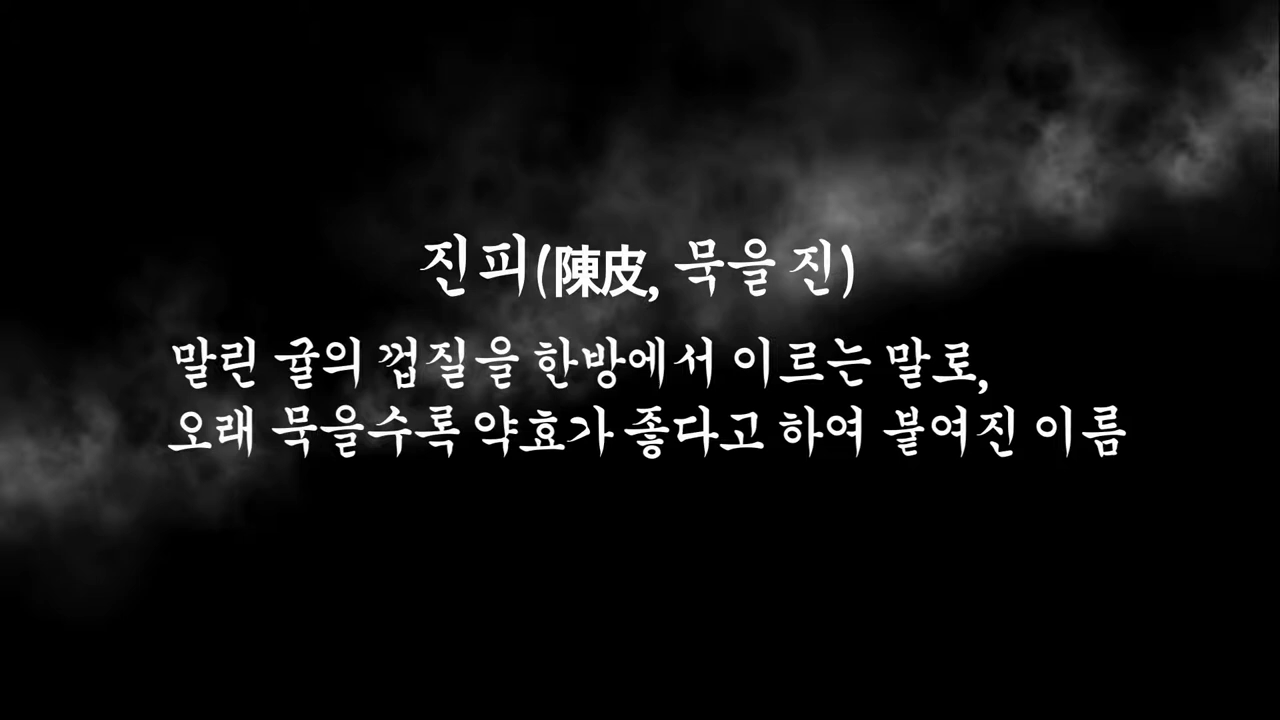 진피(陳皮, 묵을 진)
말린 귤의 껍질을 한방에서 이르는 말로,
오래 묵을수록 약효가 좋다고 하여 붙여진 이름